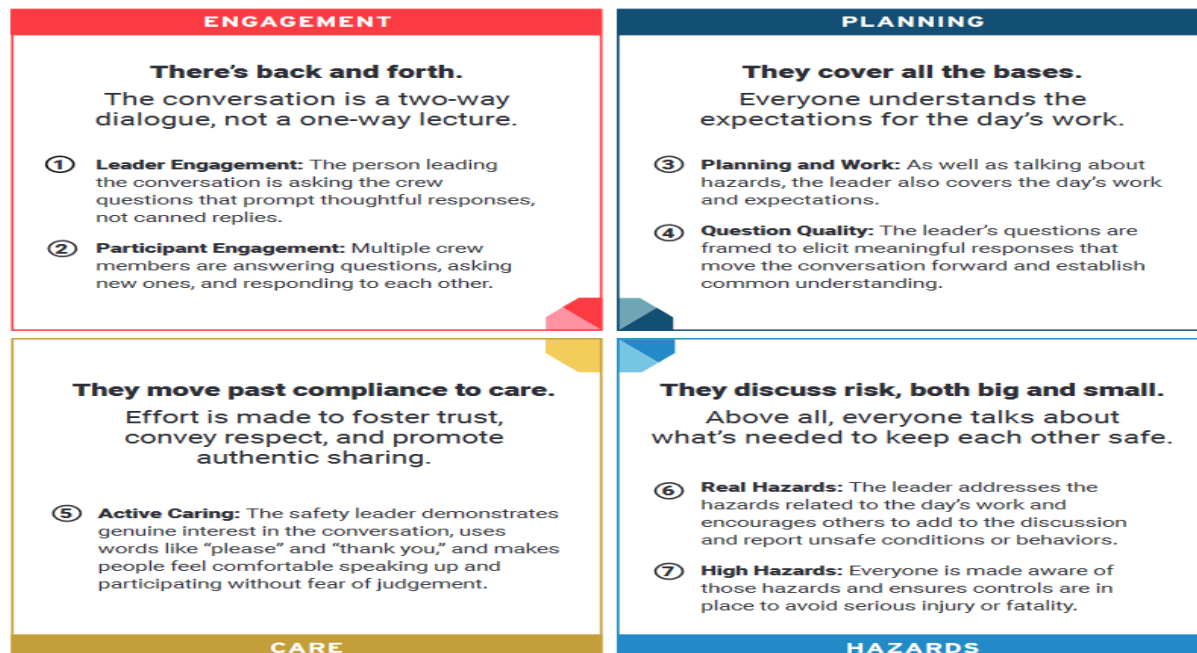 ENGAGEMENT
There's back and forth.
The conversation is a two-way
dialogue, not a one-way lecture.
1 Leader Engagement: The person leading
the conversation is asking the crew
questions that prompt thoughtful responses,
not canned replies.
2 Participant Engagement: Multiple crew
members are answering questions, asking
new ones, and responding to each other.
PLANNING
They cover all the bases.
Everyone understands the
expectations for the day's work.
3 Planning and Work: As well as talking about
hazards, the leader also covers the day's work
and expectations.
4 Question Quality: The leader's questions are
framed to elicit meaningful responses that
move the conversation forward and establish
common understanding.
They move past compliance to care.
Effort is made to foster trust,
convey respect, and promote
authentic sharing.
5 Active Caring: The safety leader demonstrates
genuine interest in the conversation, uses
words like “please” and “thank you,” and makes
people feel comfortable speaking up and
participating without fear of judgement.
CARE
They discuss risk, both big and small.
Above all, everyone talks about
what's needed to keep each other safe.
6 Real Hazards: The leader addresses the
hazards related to the day's work and
encourages others to add to the discussion
and report unsafe conditions or behaviors.
7 High Hazards: Everyone is made aware of
those hazards and ensures controls are in
place to avoid serious injury or fatality.
HAZARDS